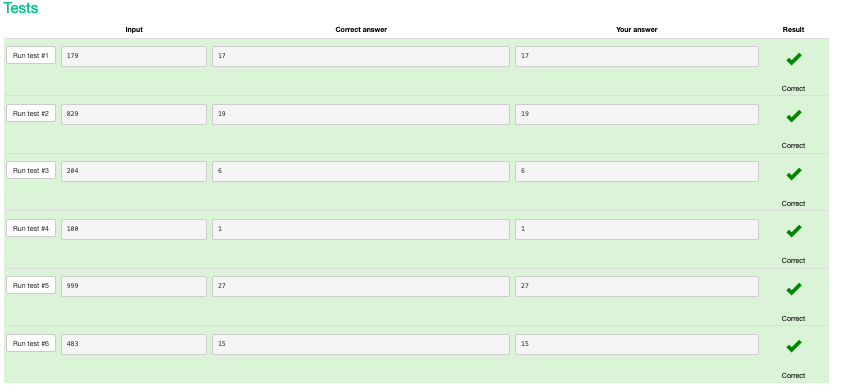 Tests
Input Correct answer Your answer Result
Run test #1 179 17 17
Correct
Run test #2 829 19 19
Correct
Run test #3 204 6 6
Correct
Run test #4 100 1 1
Correct
Run test #5 999 27 27
Correct
Run test #6 483 15 15
Correct